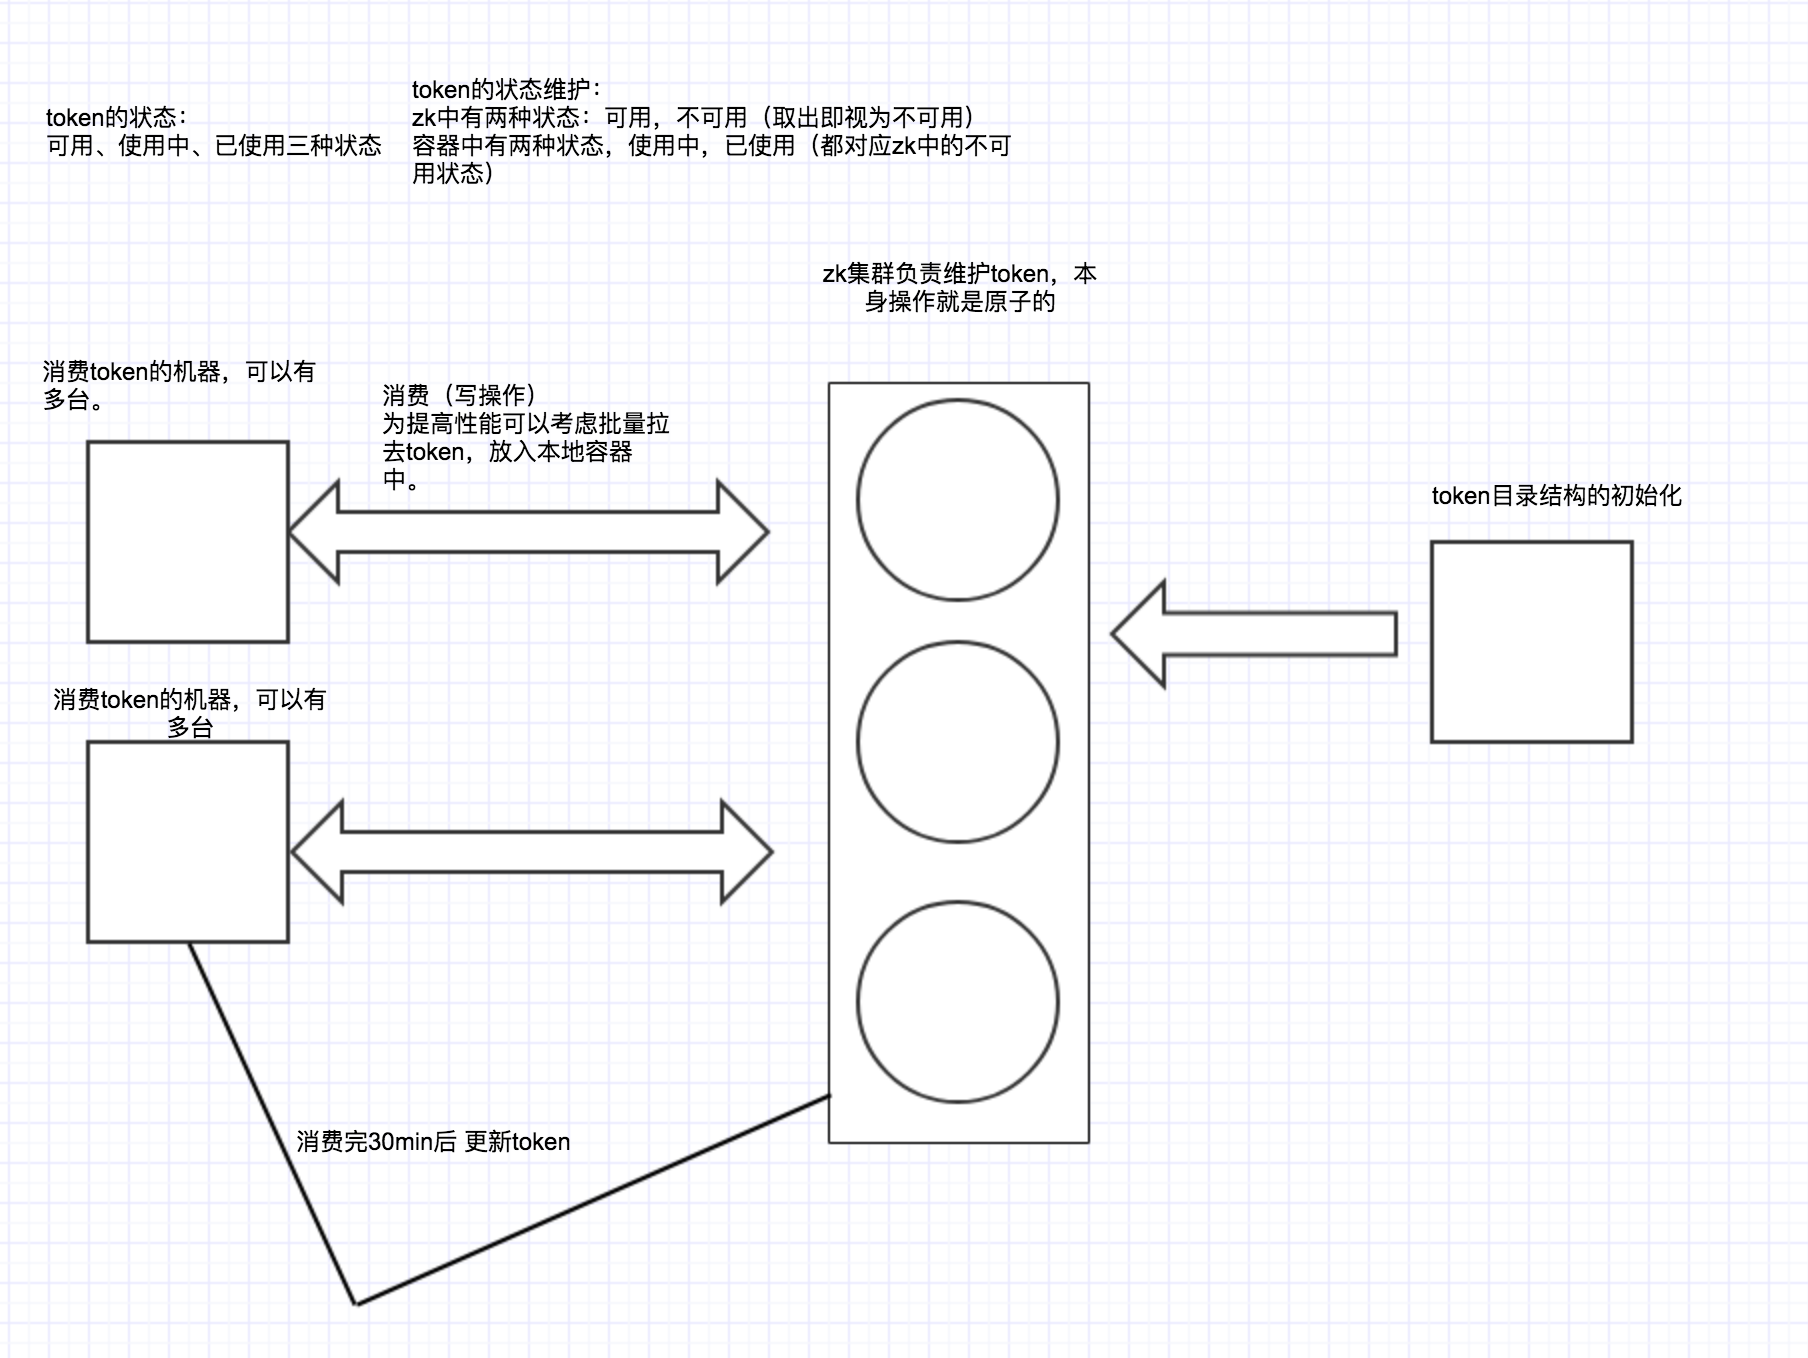 token的状态：
可用、使用中、已使用三种状态
token的状态维护：
zk中有两种状态：可用，不可用（取出即视为不可用）
容器中有两种状态，使用中，已使用（都对应zk中的不可
用状态）
zk集群负责维护token，本
身操作就是原子的
消费token的机器，可以有
多台。
消费（写操作）
为提高性能可以考虑批量拉
去token，放入本地容器
中。
token目录结构的初始化
消费token的机器，可以有
多台
消费完30min后 更新token